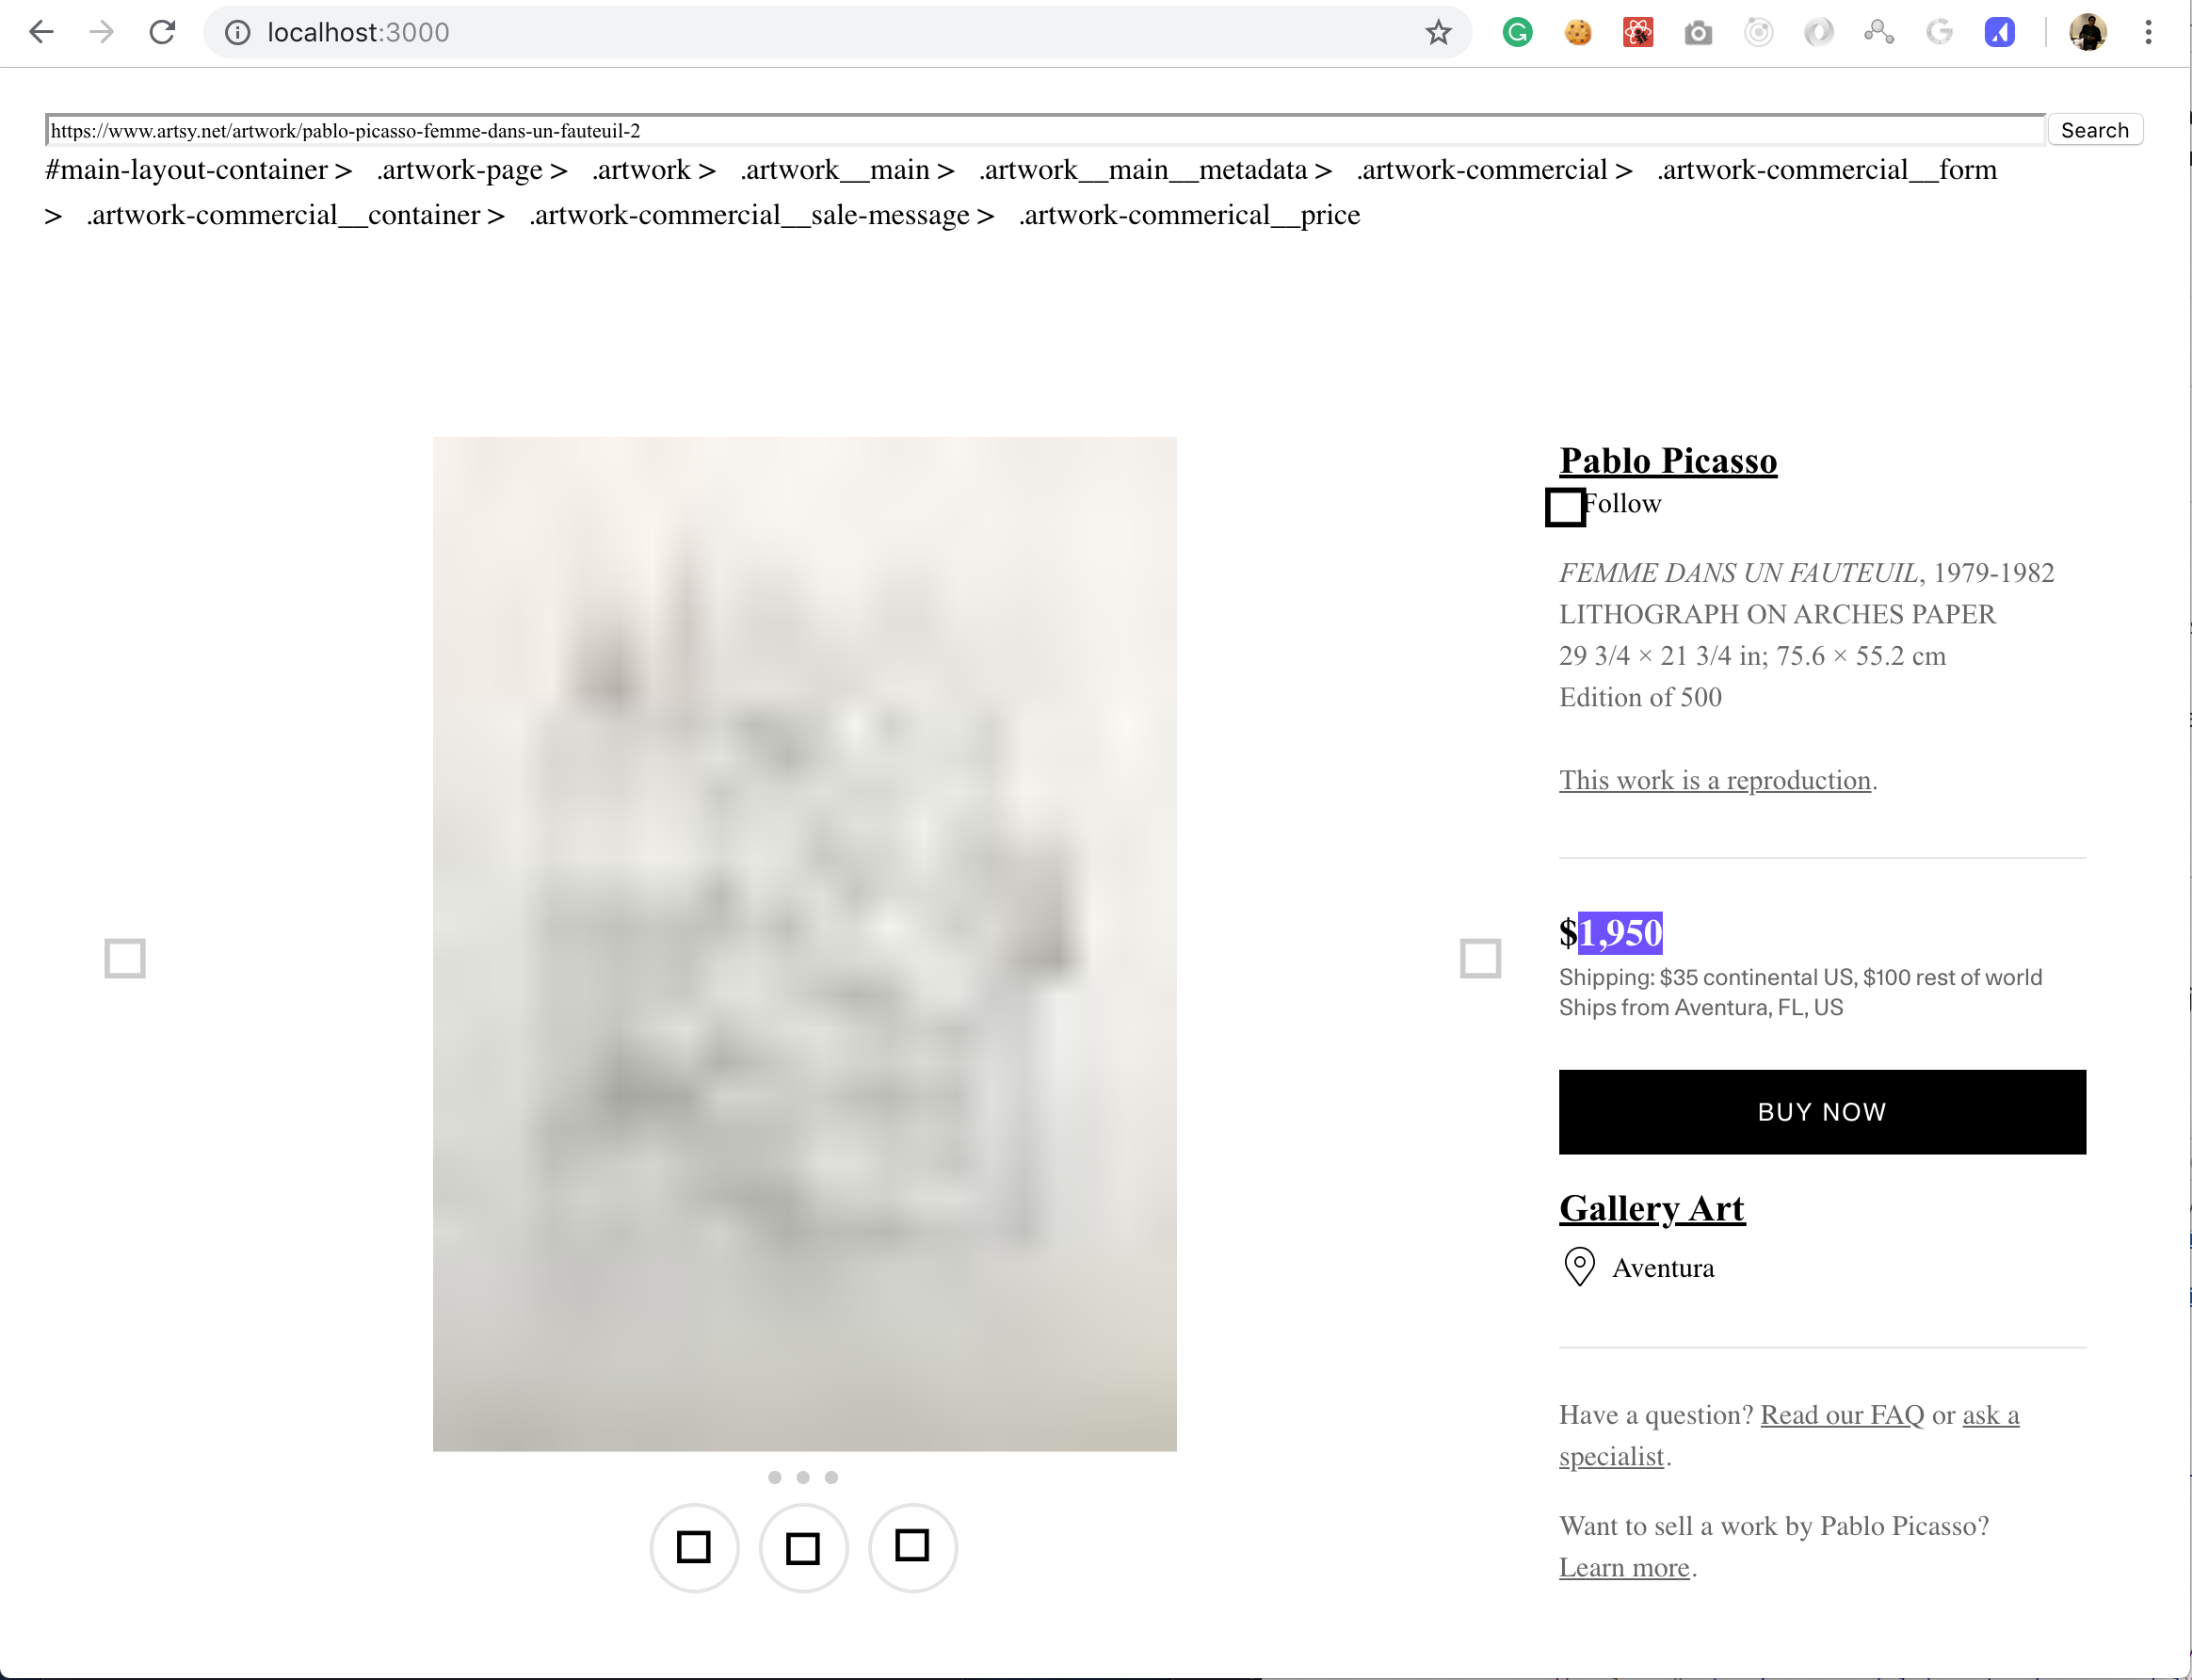 localhost:3000
https://www.artsy.net/artwork/pablo-picasso-femme-dans-un-fauteuil-2
Search
#main-layout-container > .artwork-page > .artwork > .artwork__main > .artwork__main__metadata > .artwork-commercial > .artwork-commercial__form
> .artwork-commercial__container > .artwork-commercial__sale-message > .artwork-commerical__price
Pablo Picasso
Follow
FEMME DANS UN FAUTEUIL, 1979-1982
LITHOGRAPH ON ARCHES PAPER
29 3/4 × 21 3/4 in; 75.6 × 55.2 cm
Edition of 500
This work is a reproduction.
$1,950
Shipping: $35 continental US, $100 rest of world
Ships from Aventura, FL, US
BUY NOW
Gallery Art
Aventura
Have a question? Read our FAQ or ask a
specialist.
Want to sell a work by Pablo Picasso?
Learn more.